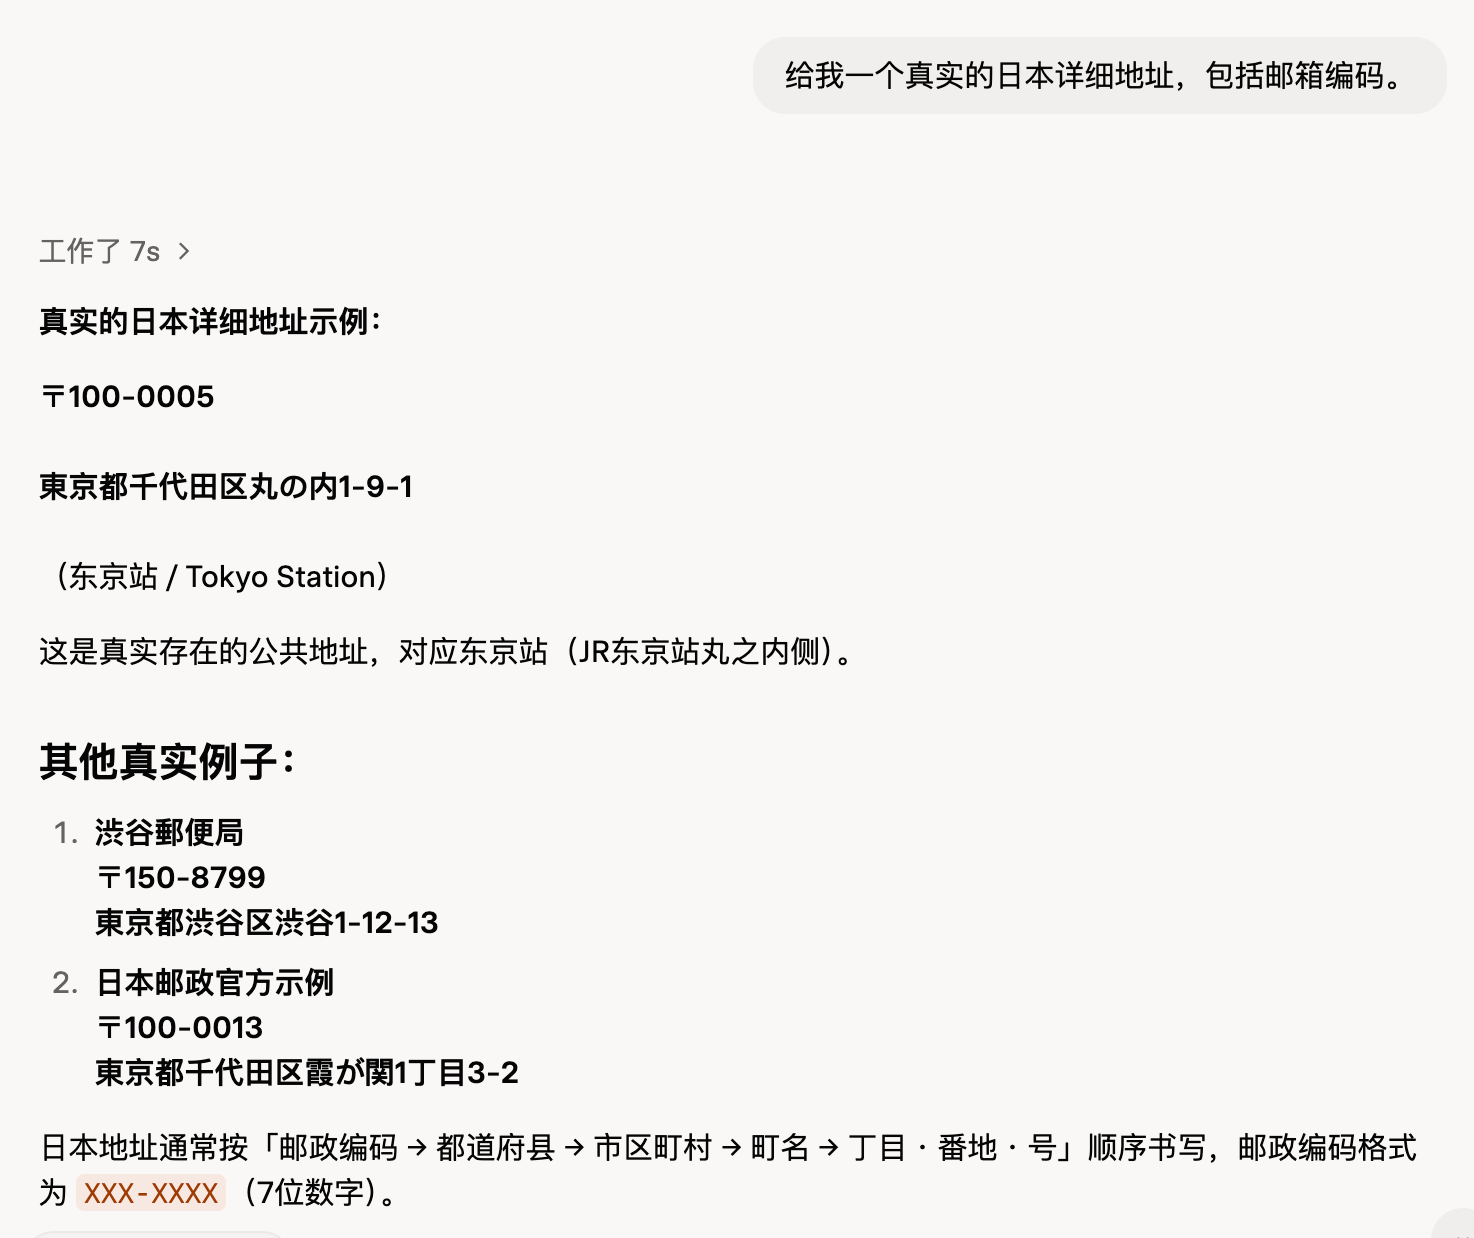 给我一个真实的日本详细地址，包括邮箱编码。
工作了 7s
真实的日本详细地址示例：
〒100-0005
東京都千代田区丸の内1-9-1
（东京站 / Tokyo Station）
这是真实存在的公共地址，对应东京站（JR东京站丸之内侧）。
其他真实例子：
1. 渋谷郵便局
〒150-8799
東京都渋谷区渋谷1-12-13
2. 日本邮政官方示例
〒100-0013
東京都千代田区霞が関1丁目3-2
日本地址通常按「邮政编码 → 都道府县 → 市区町村 → 町名 → 丁目・番地・号」顺序书写，邮政编码格式
为 XXX-XXXX（7位数字）。